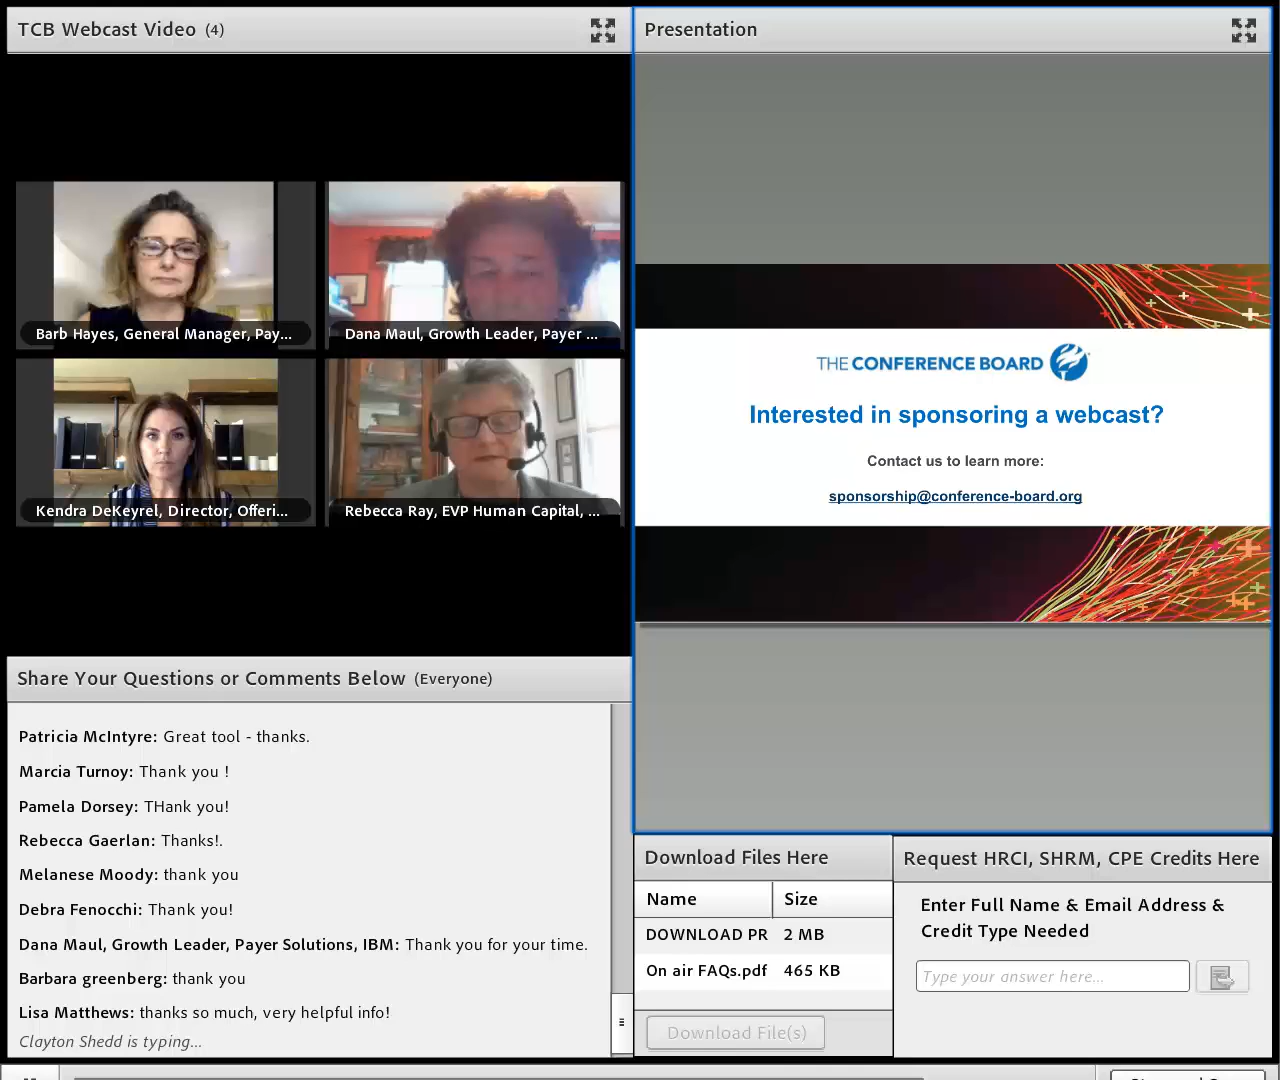 TCB Webcast Video (4)
Barb Hayes, General Manager, Pay...
Dana Maul, Growth Leader, Payer ...
Kendra DeKeyrel, Director, Offeri...
Rebecca Ray, EVP Human Capital, ...
Share Your Questions or Comments Below (Everyone)
Patricia McIntyre: Great tool - thanks.
Marcia Turnoy: Thank you !
Pamela Dorsey: THank you!
Rebecca Gaerlan: Thanks!.
Melanese Moody: thank you
Debra Fenocchi: Thank you!
Dana Maul, Growth Leader, Payer Solutions, IBM: Thank you for your time.
Barbara greenberg: thank you
Lisa Matthews: thanks so much, very helpful info!
Clayton Shedd is typing...
Presentation
THE CONFERENCE BOARD
Interested in sponsoring a webcast?
Contact us to learn more:
sponsorship@conference-board.org
Download Files Here
Name Size
DOWNLOAD PR 2 MB
On air FAQs.pdf 465 KB
Download File(s)
Request HRCI, SHRM, CPE Credits Here
Enter Full Name & Email Address &
Credit Type Needed
Type your answer here...